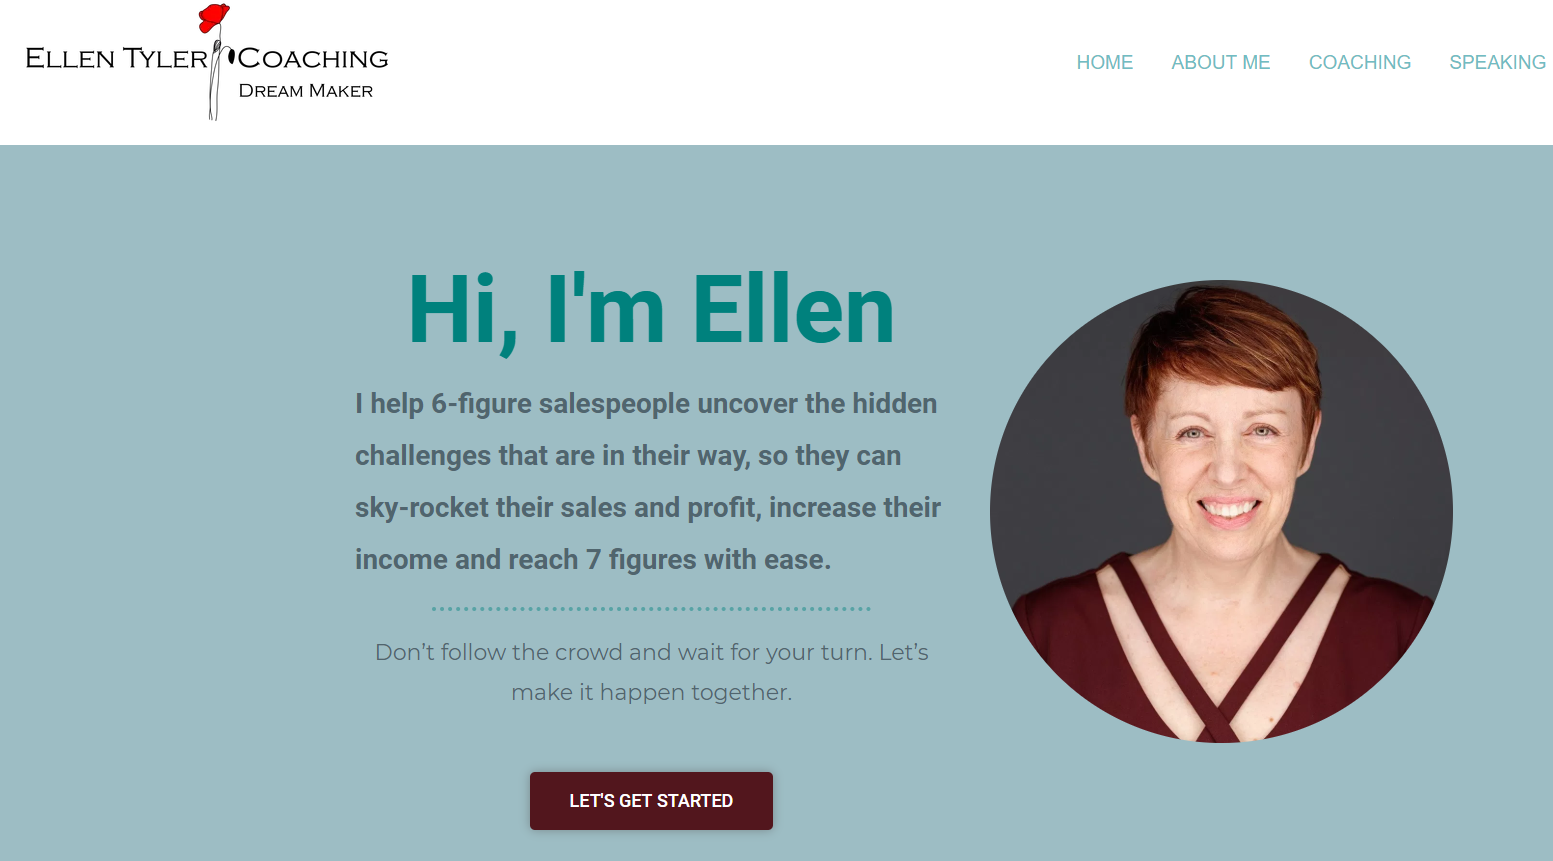 ELLEN TYLER COACHING
DREAM MAKER
HOME ABOUT ME COACHING SPEAKING
Hi, I'm Ellen
I help 6-figure salespeople uncover the hidden
challenges that are in their way, so they can
sky-rocket their sales and profit, increase their
income and reach 7 figures with ease.
Don’t follow the crowd and wait for your turn. Let’s
make it happen together.
LET'S GET STARTED